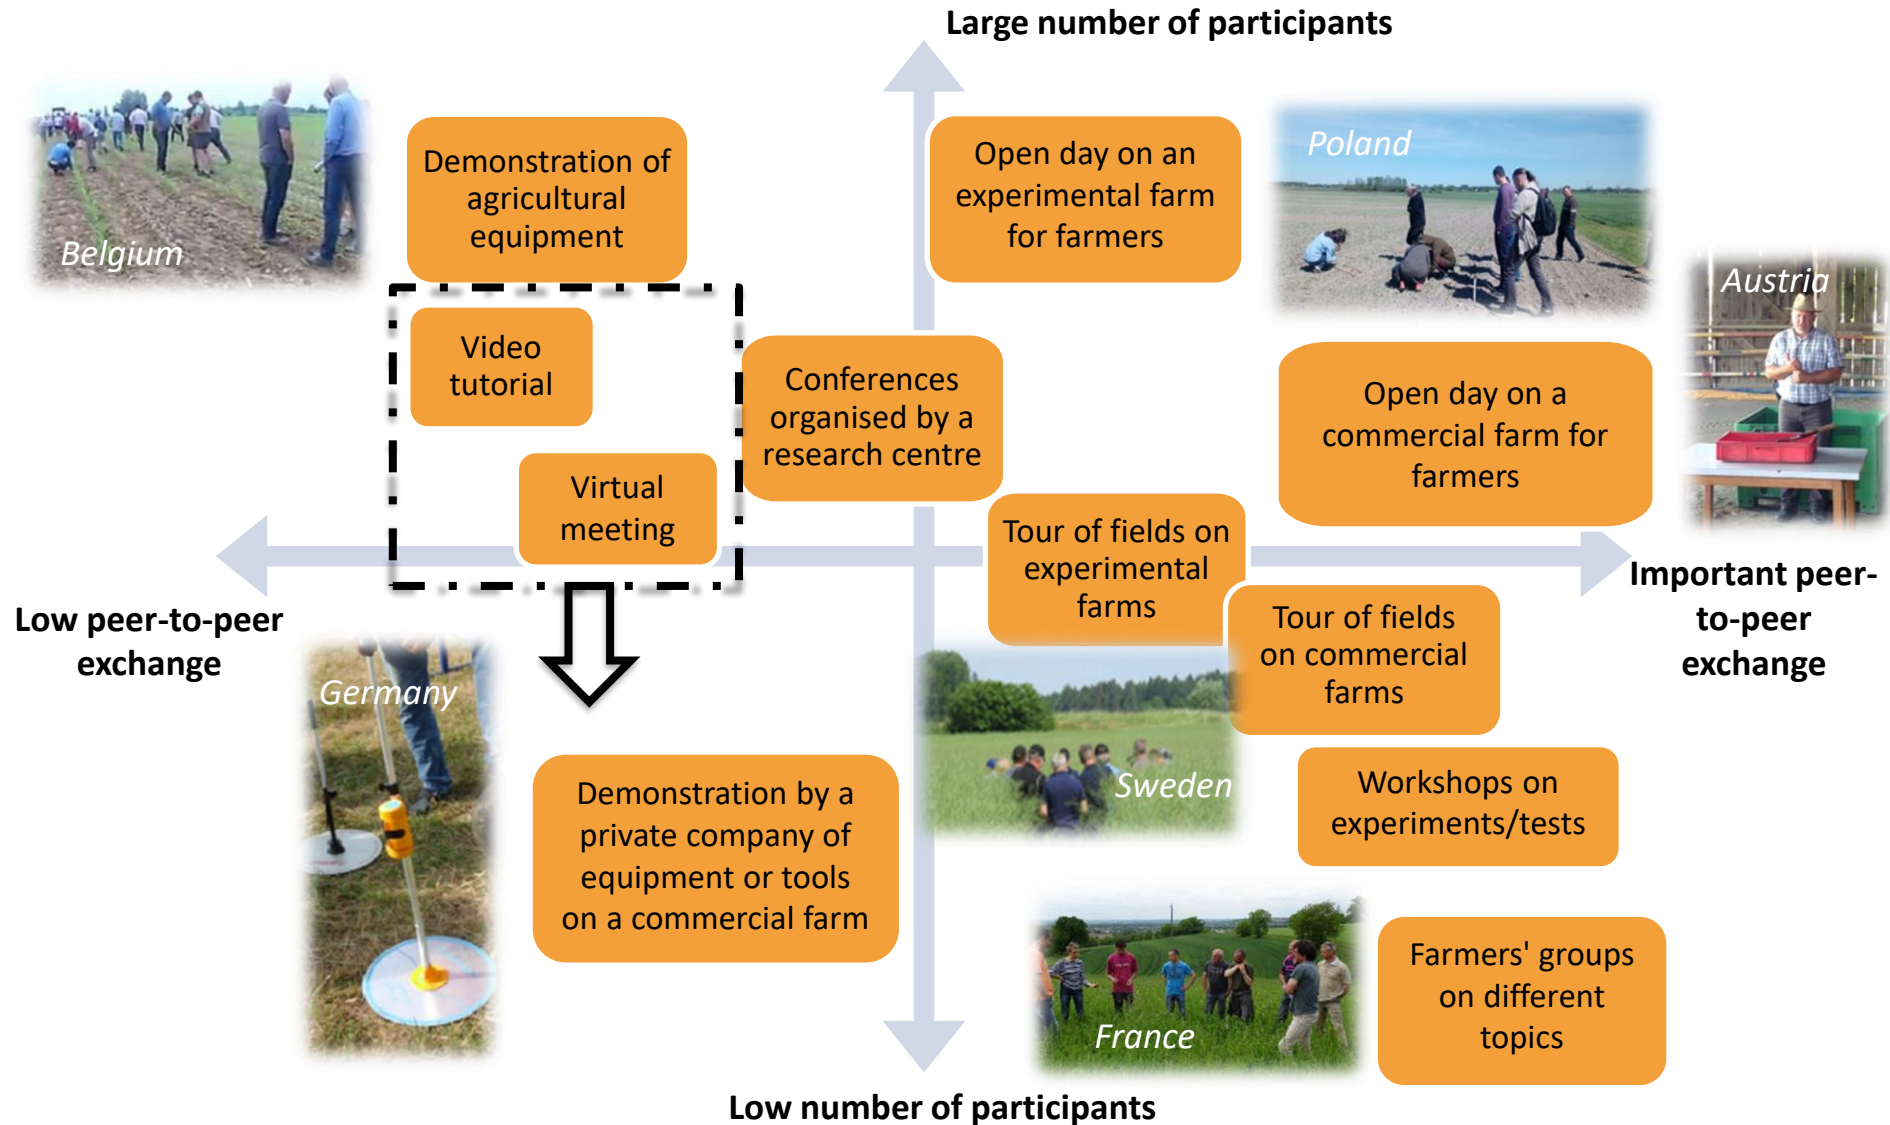 Large number of participants
Belgium
Demonstration of
agricultural
equipment
Open day on an
experimental farm
for farmers
Poland
Austria
Video
tutorial
Conferences
organised by a
research centre
Open day on a
commercial farm for
farmers
Virtual
meeting
Tour of fields on
experimental
farms
Low peer-to-peer
exchange
Important peer-
to-peer
exchange
Tour of fields
on commercial
farms
Germany
Sweden
Workshops on
experiments/tests
Demonstration by a
private company of
equipment or tools
on a commercial farm
France
Farmers' groups
on different
topics
Low number of participants